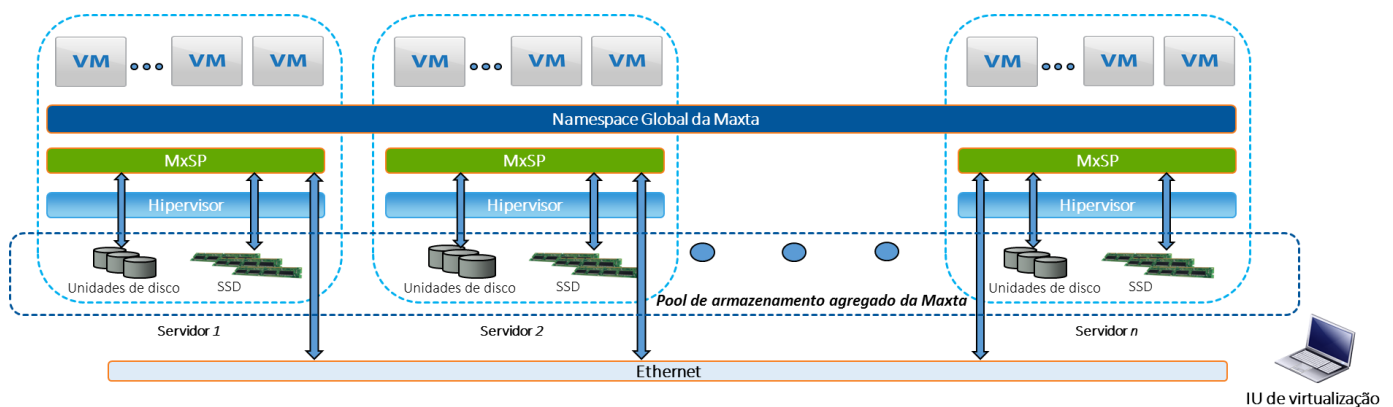 VM VM VM VM VM VM VM VM VM
Namespace Global da Maxta
MxSP MxSP MxSP
Hipervisor Hipervisor Hipervisor
Unidades de disco SSD Unidades de disco SSD Unidades de disco SSD
Pool de armazenamento agregado da Maxta
Servidor 1 Servidor 2 Servidor n
Ethernet
IU de virtualização